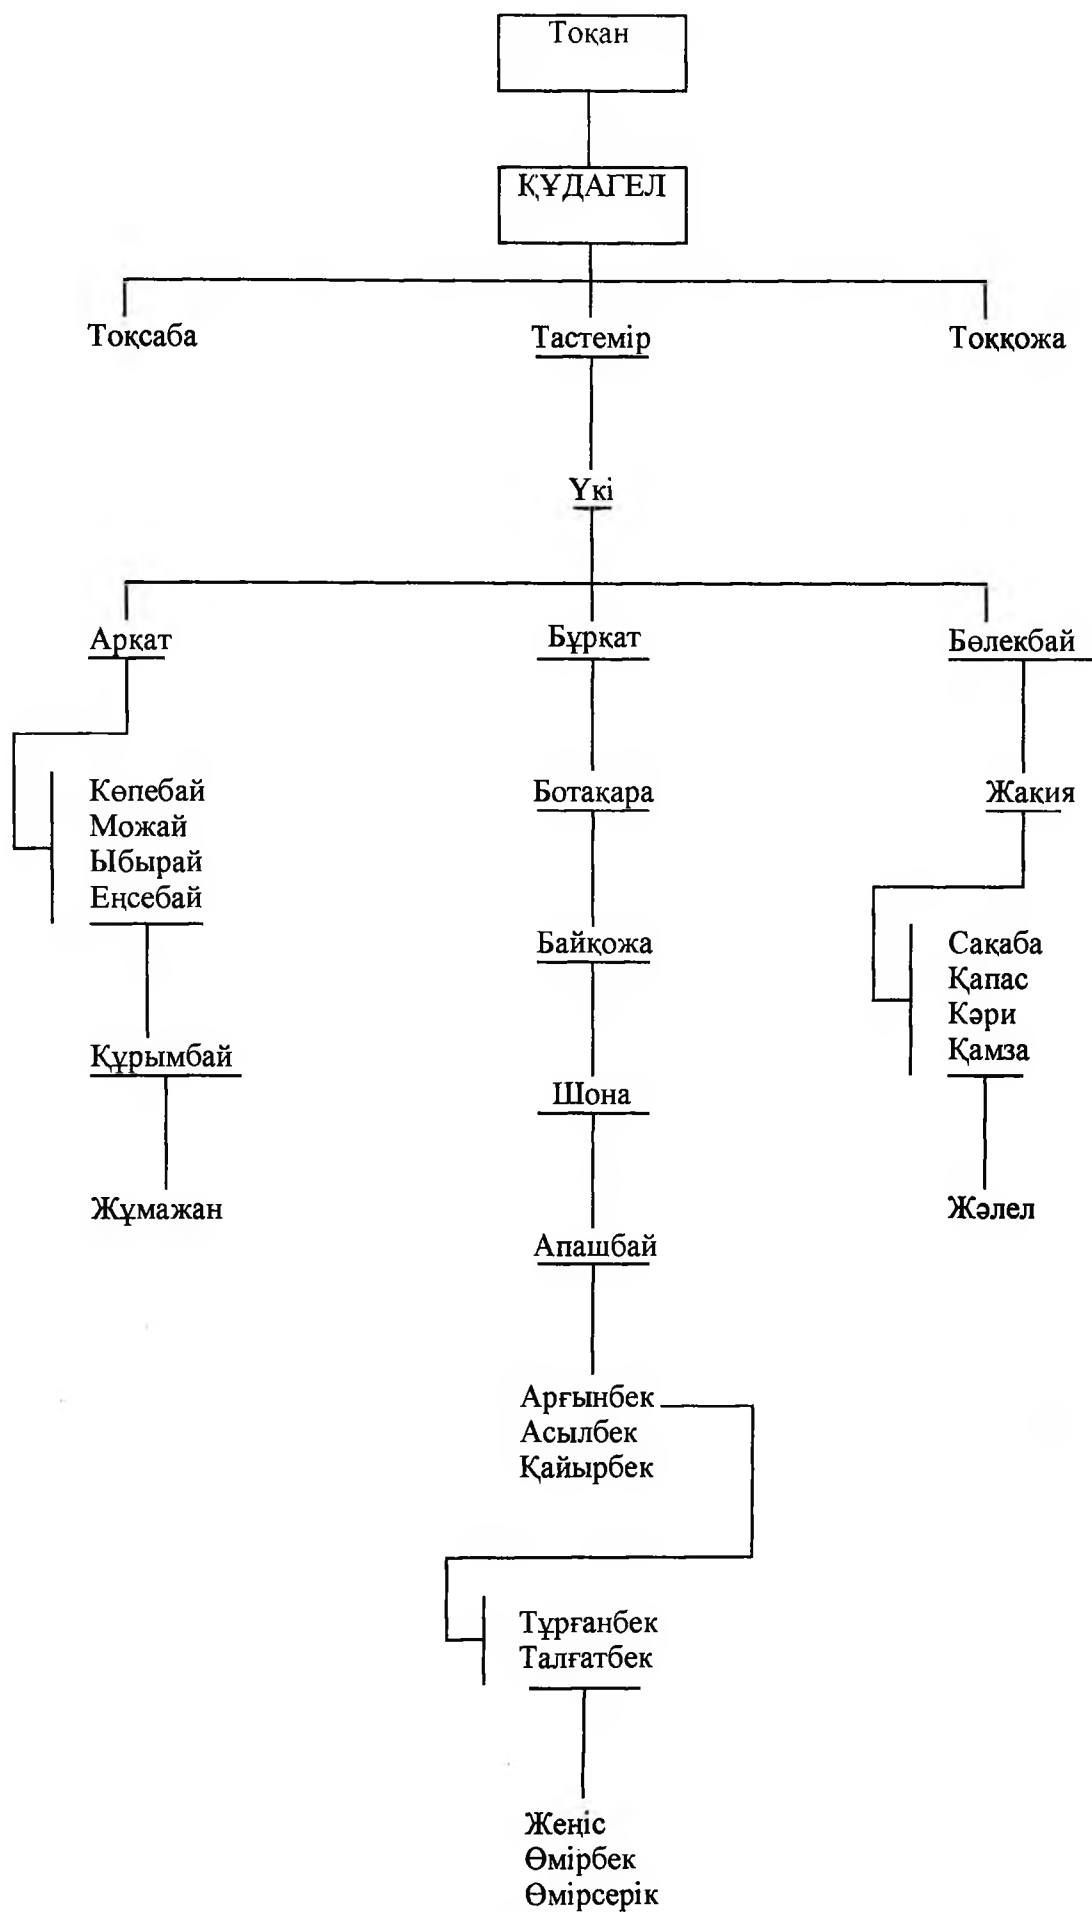 Тоқан
ҚҰДАГЕЛ
Тоқсаба
Тастемір
Тоққожа
Үкі
Арқат
Бұрқат
Бөлекбай
Көпебай
Можай
Ыбырай
Еңсебай
Ботақара
Жақия
Байқожа
Сақаба
Қапас
Кәри
Қамза
Құрымбай
Шона
Жұмажан
Жәлел
Апашбай
Арғынбек
Асылбек
Қайырбек
Тұрғанбек
Талғатбек
Жеңіс
Өмірбек
Өмірсерік